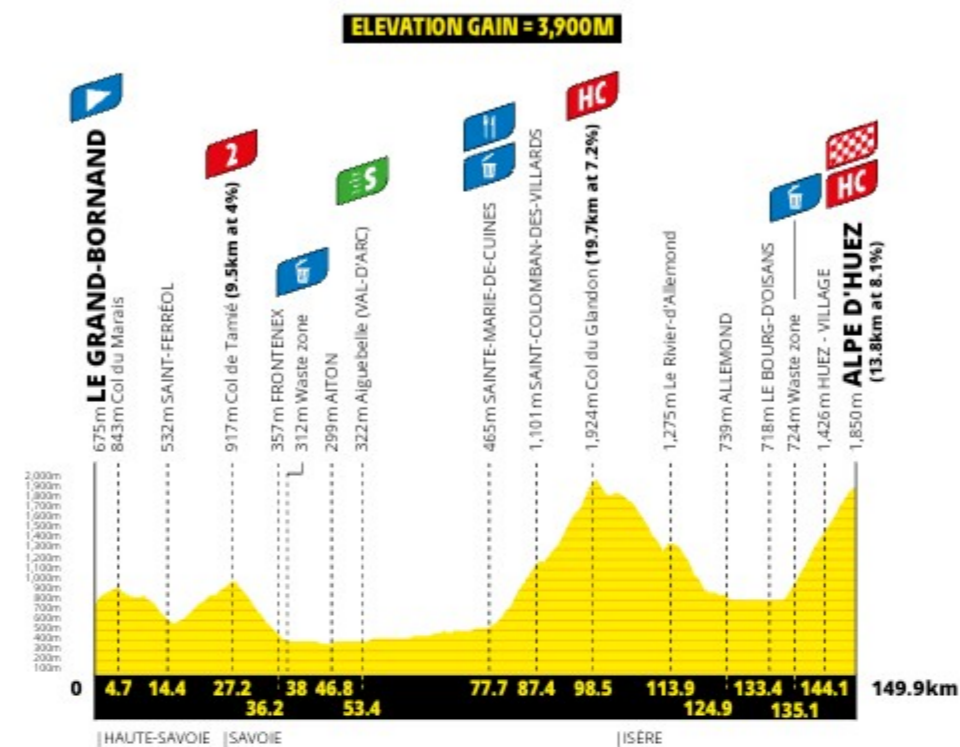 ELEVATION GAIN = 3,900M
675m LE GRAND-BORNAND
843m Col du Marais
532m SAINT-FERRÉOL
2
917m Col de Tamié (9.5km at 4%)
357m FRONTENEX
312m Waste zone
299m AITON
S
322m Aiguebelle (VAL-D'ARC)
465m SAINTE-MARIE-DE-CUINES
1,101m SAINT-COLOMBAN-DES-VILLARDS
HC
1,924m Col du Glandon (19.7km at 7.2%)
1,275m Le Rivier-d'Allemond
739m ALLEMOND
718m LE BOURG-D'OISANS
724m Waste zone
1,426m HUEZ - VILLAGE
HC
1,850m ALPE D'HUEZ
(13.8km at 8.1%)
2,000m
1,900m
1,800m
1,700m
1,600m
1,500m
1,400m
1,300m
1,200m
1,100m
1,000m
900m
800m
700m
600m
500m
400m
300m
200m
100m
0 4.7 14.4 27.2 38 46.8 77.7 87.4 98.5 113.9 133.4 144.1 149.9km
36.2 53.4 124.9 135.1
|HAUTE-SAVOIE |SAVOIE |ISÈRE